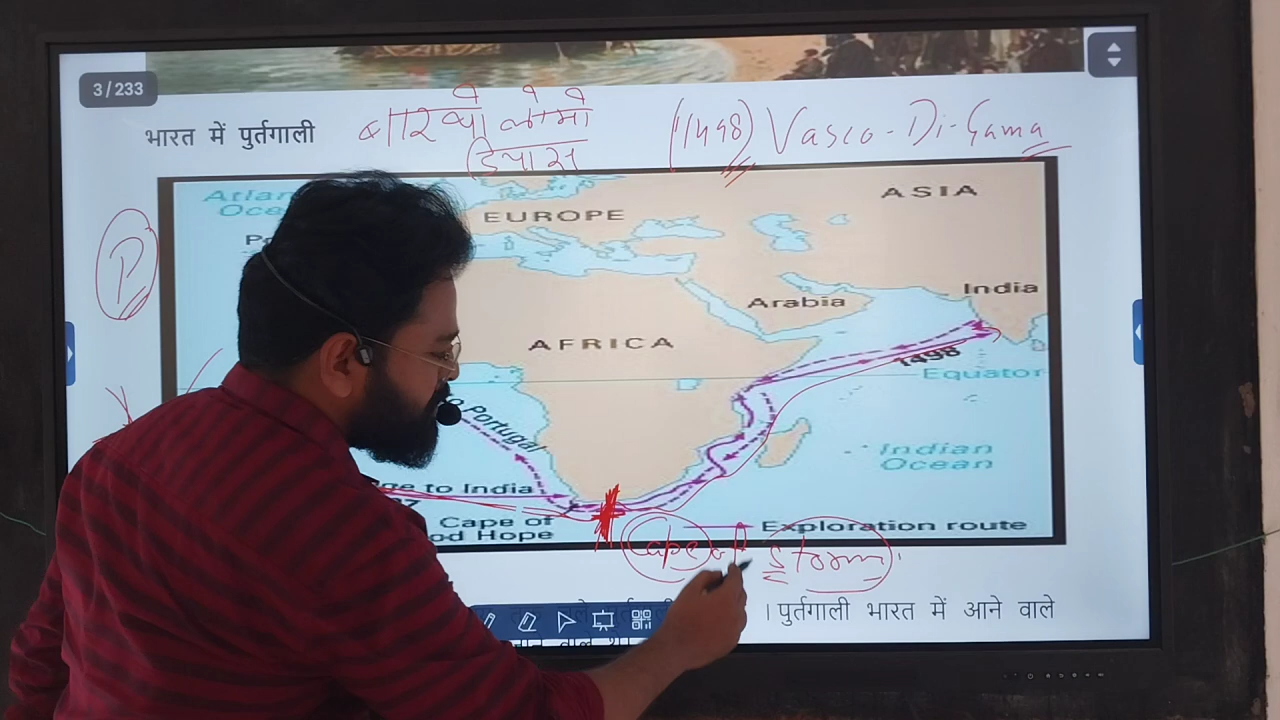 3/233
भारत में पुर्तगाली
बारथोलोमो
डियास
(1498) Vasco-Di-Gama
P
ASIA
EUROPE
India
Arabia
AFRICA
1498
Equator
to Portugal
Indian
Ocean
to India
Cape of
Hope
Exploration route
Cape of Storm
। पुर्तगाली भारत में आने वाले